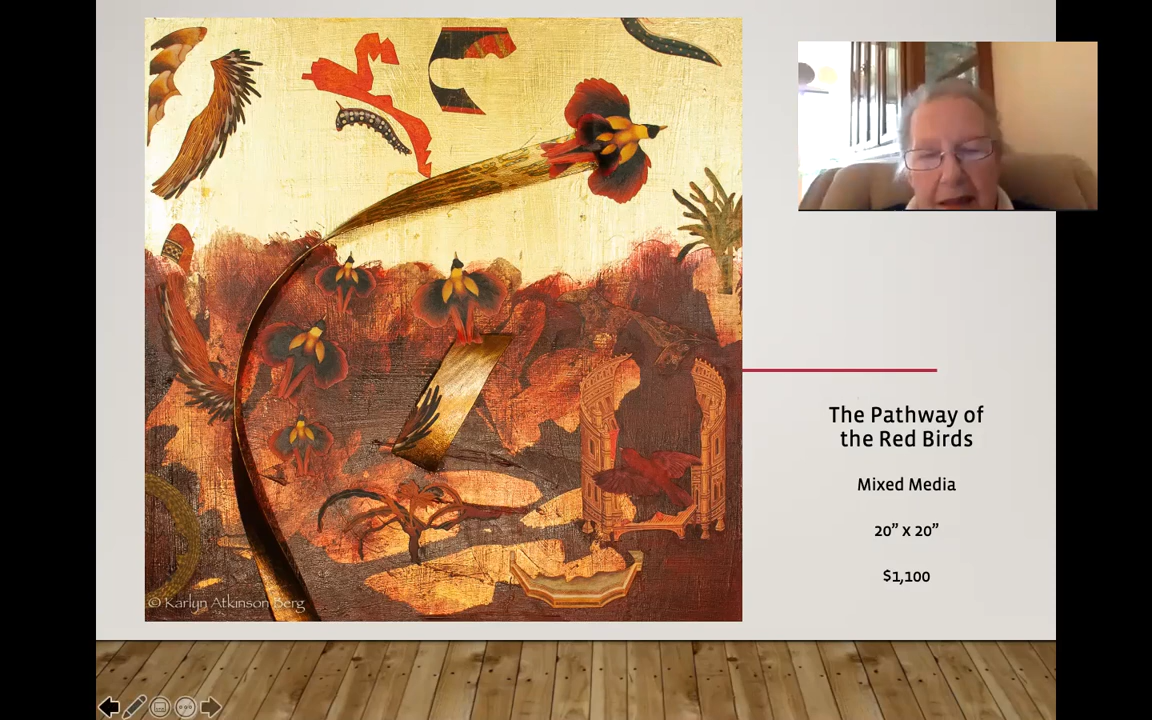 The Pathway of
the Red Birds
Mixed Media
20” x 20”
$1,100
© Karlyn Atkinson Berg